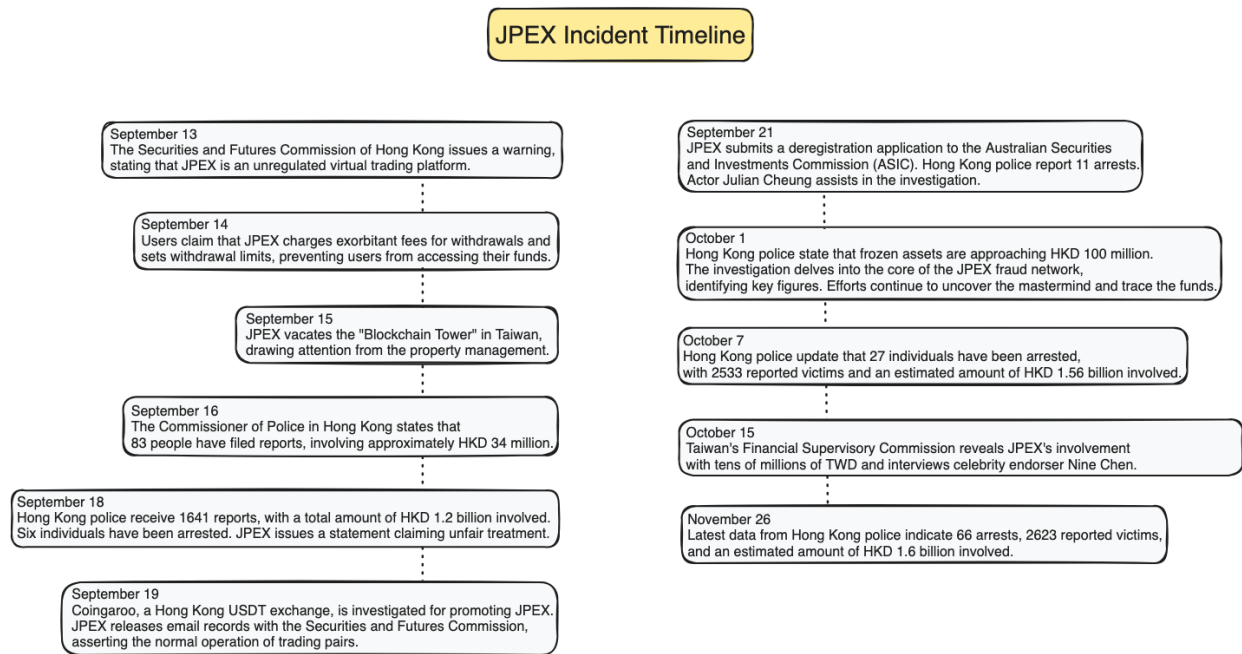 JPEX Incident Timeline
September 13
The Securities and Futures Commission of Hong Kong issues a warning,
stating that JPEX is an unregulated virtual trading platform.
September 14
Users claim that JPEX charges exorbitant fees for withdrawals and
sets withdrawal limits, preventing users from accessing their funds.
September 15
JPEX vacates the "Blockchain Tower" in Taiwan,
drawing attention from the property management.
September 16
The Commissioner of Police in Hong Kong states that
83 people have filed reports, involving approximately HKD 34 million.
September 18
Hong Kong police receive 1641 reports, with a total amount of HKD 1.2 billion involved.
Six individuals have been arrested. JPEX issues a statement claiming unfair treatment.
September 19
Coingaroo, a Hong Kong USDT exchange, is investigated for promoting JPEX.
JPEX releases email records with the Securities and Futures Commission,
asserting the normal operation of trading pairs.
September 21
JPEX submits a deregistration application to the Australian Securities
and Investments Commission (ASIC). Hong Kong police report 11 arrests.
Actor Julian Cheung assists in the investigation.
October 1
Hong Kong police state that frozen assets are approaching HKD 100 million.
The investigation delves into the core of the JPEX fraud network,
identifying key figures. Efforts continue to uncover the mastermind and trace the funds.
October 7
Hong Kong police update that 27 individuals have been arrested,
with 2533 reported victims and an estimated amount of HKD 1.56 billion involved.
October 15
Taiwan's Financial Supervisory Commission reveals JPEX's involvement
with tens of millions of TWD and interviews celebrity endorser Nine Chen.
November 26
Latest data from Hong Kong police indicate 66 arrests, 2623 reported victims,
and an estimated amount of HKD 1.6 billion involved.